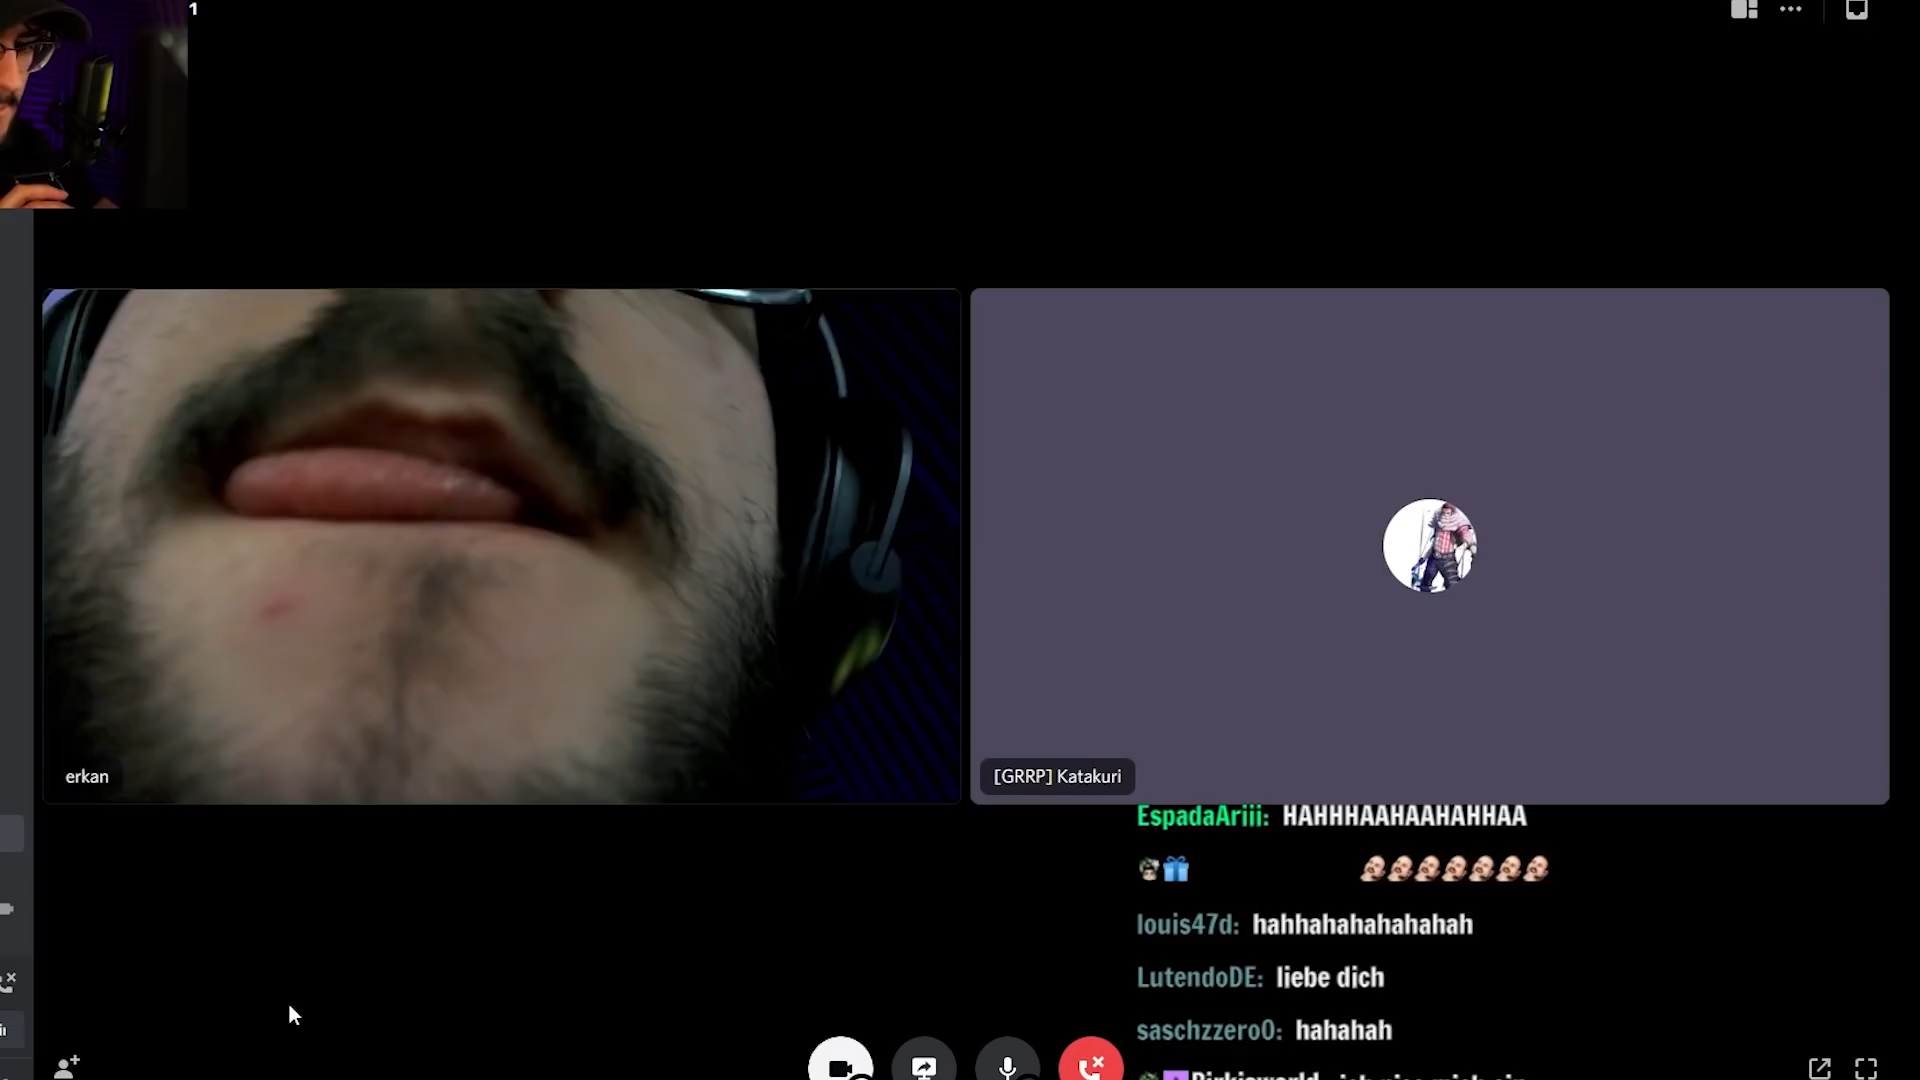 1
erkan
[GRRP] Katakuri
EspadaAriii: HAHHHAAHAAHAHHAA
louis47d: hahhahahahahahah
LutendoDE: liebe dich
saschzzero0: hahahah